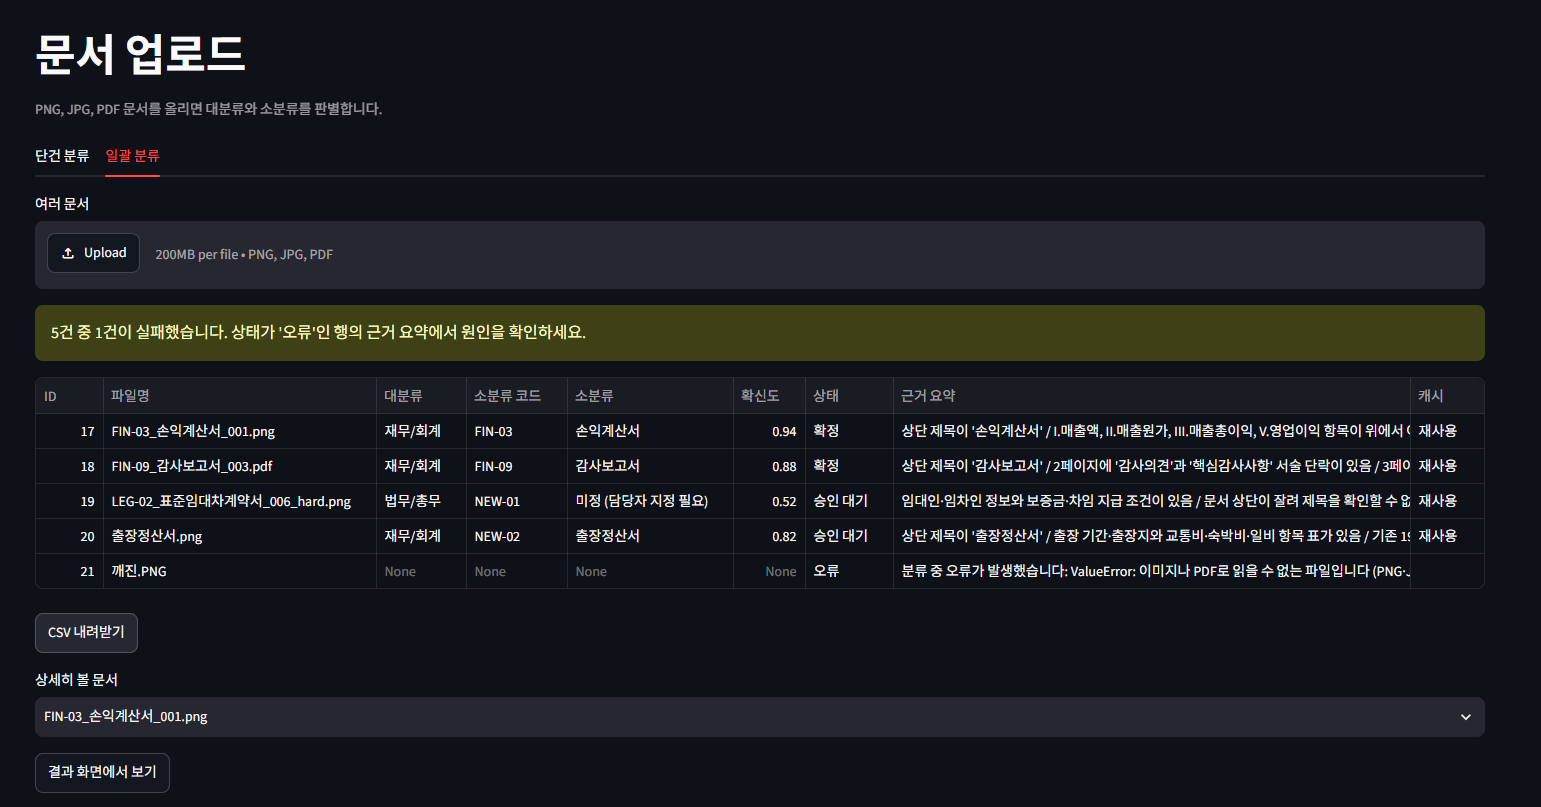 문서 업로드
PNG, JPG, PDF 문서를 올리면 대분류와 소분류를 판별합니다.
단건 분류 일괄 분류
여러 문서
Upload 200MB per file • PNG, JPG, PDF
5건 중 1건이 실패했습니다. 상태가 '오류'인 행의 근거 요약에서 원인을 확인하세요.
ID 파일명 대분류 소분류 코드 소분류 확신도 상태 근거 요약 캐시
17 FIN-03_손익계산서_001.png 재무/회계 FIN-03 손익계산서 0.94 확정 상단 제목이 '손익계산서' / I.매출액, II.매출원가, III.매출총이익, V.영업이익 항목이 위에서 재사용
18 FIN-09_감사보고서_003.pdf 재무/회계 FIN-09 감사보고서 0.88 확정 상단 제목이 '감사보고서' / 2페이지에 '감사의견'과 '핵심감사사항' 서술 단락이 있음 / 3페이 재사용
19 LEG-02_표준임대차계약서_006_hard.png 법무/총무 NEW-01 미정 (담당자 지정 필요) 0.52 승인 대기 임대인·임차인 정보와 보증금·차임 지급 조건이 있음 / 문서 상단이 잘려 제목을 확인할 수 없 재사용
20 출장정산서.png 재무/회계 NEW-02 출장정산서 0.82 승인 대기 상단 제목이 '출장정산서' / 출장 기간·출장지와 교통비·숙박비·일비 항목 표가 있음 / 기존 19 재사용
21 깨진.PNG None None None None 오류 분류 중 오류가 발생했습니다: ValueError: 이미지나 PDF로 읽을 수 없는 파일입니다 (PNG·J
CSV 내려받기
상세히 볼 문서
FIN-03_손익계산서_001.png
결과 화면에서 보기